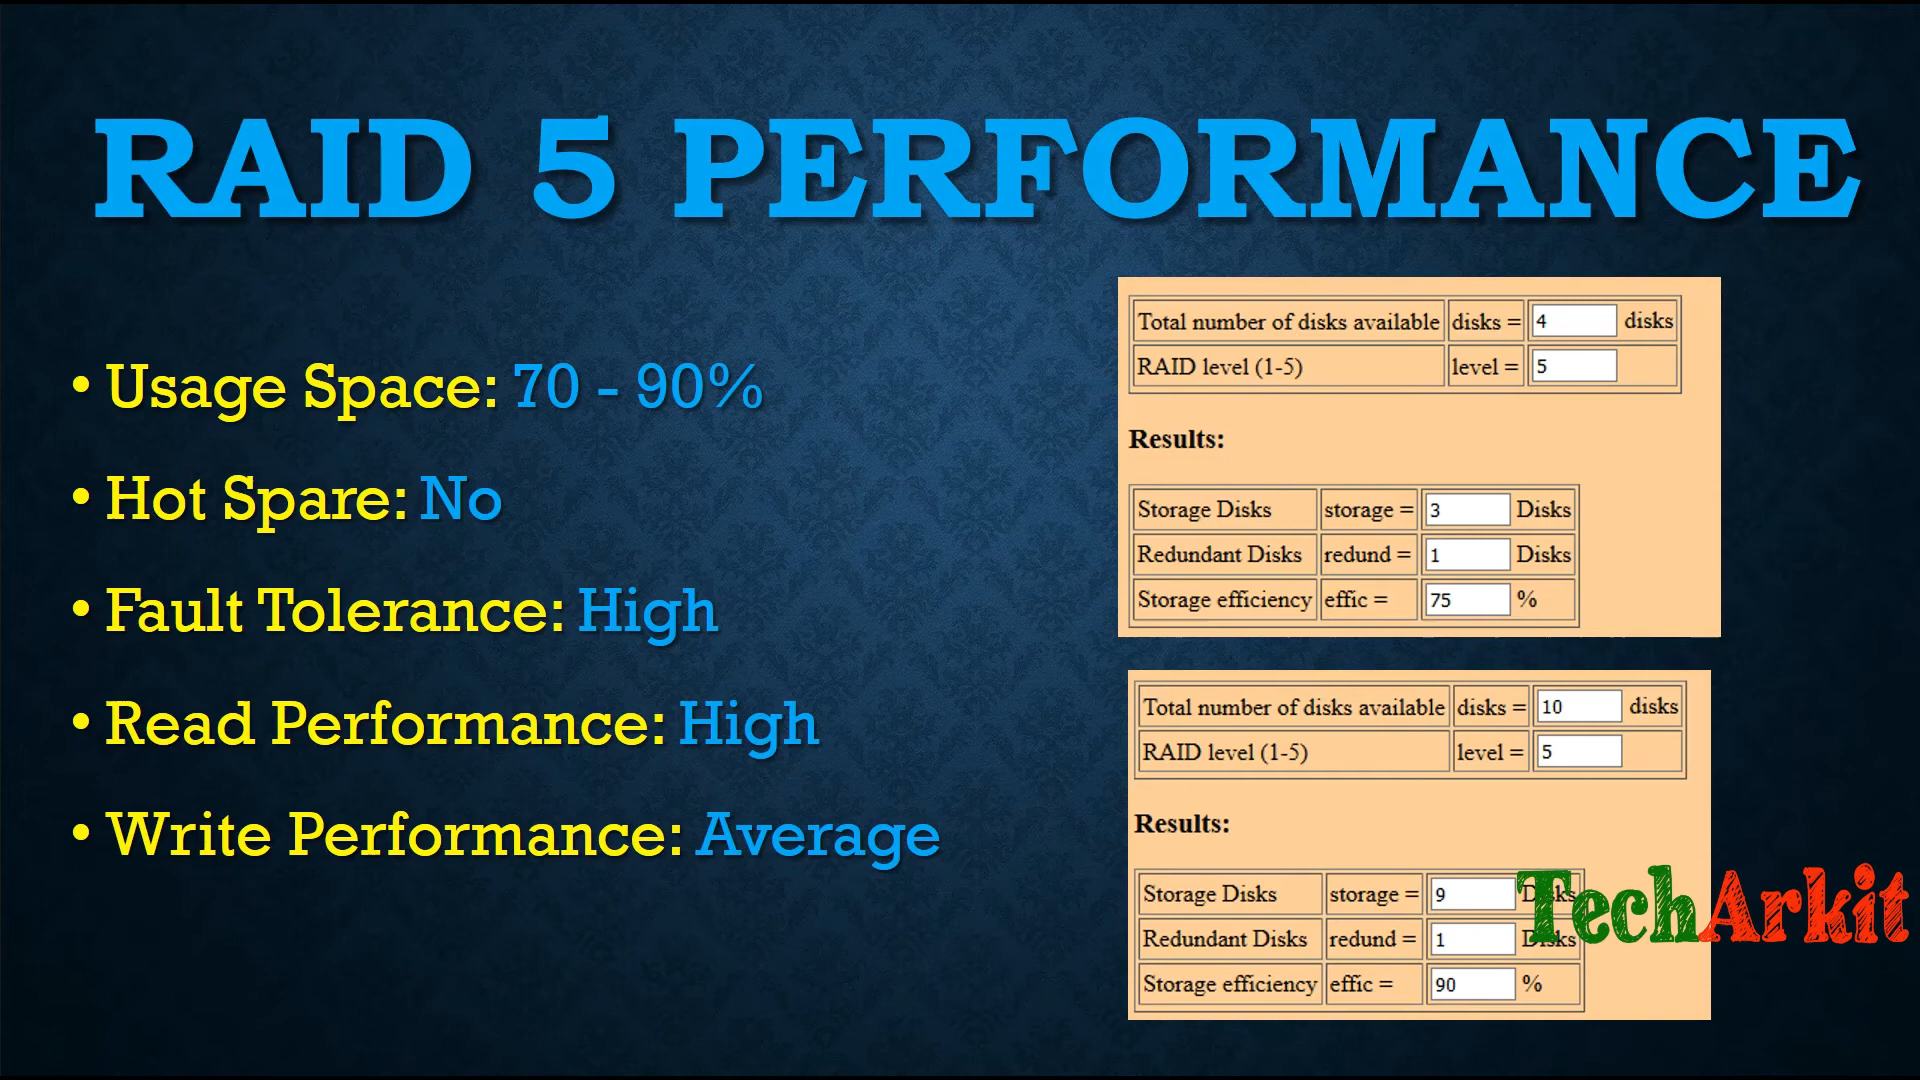 RAID 5 PERFORMANCE
• Usage Space: 70 - 90%
• Hot Spare: No
• Fault Tolerance: High
• Read Performance: High
• Write Performance: Average
Total number of disks available disks = 4 disks
RAID level (1-5) level = 5
Results:
Storage Disks storage = 3 Disks
Redundant Disks redund = 1 Disks
Storage efficiency effic = 75 %
Total number of disks available disks = 10 disks
RAID level (1-5) level = 5
Results:
Storage Disks storage = 9 Disks
Redundant Disks redund = 1 Disks
Storage efficiency effic = 90 %
TechArkit